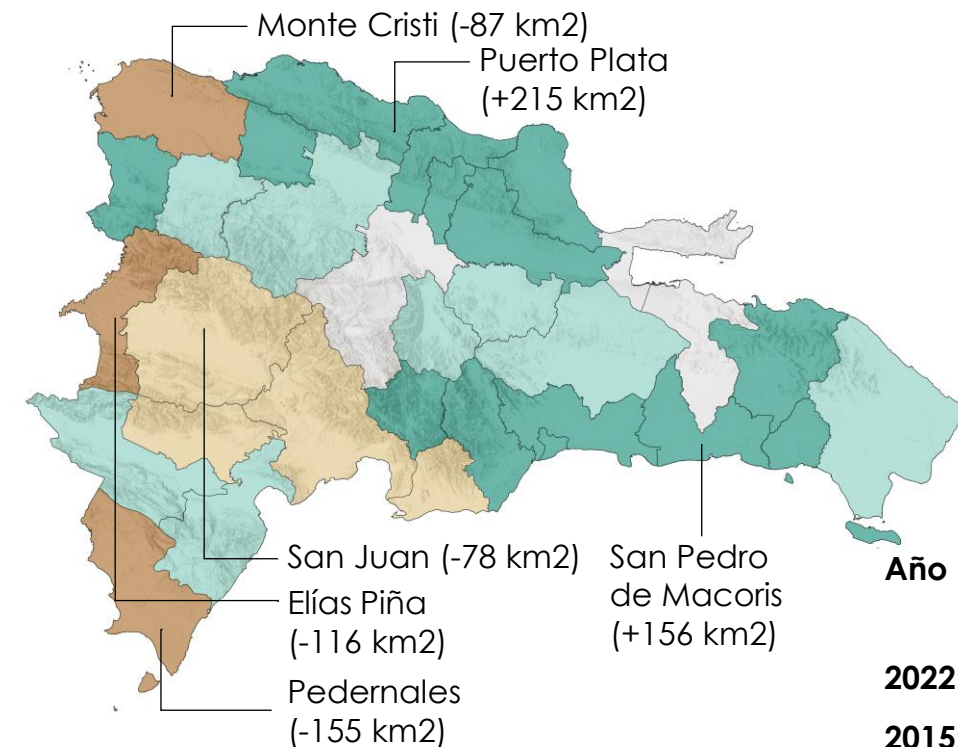 Monte Cristi (-87 km2)
Puerto Plata
(+215 km2)
San Juan (-78 km2)
Elías Piña
(-116 km2)
Pedernales
(-155 km2)
San Pedro
de Macoris
(+156 km2)
Año
2022
2015